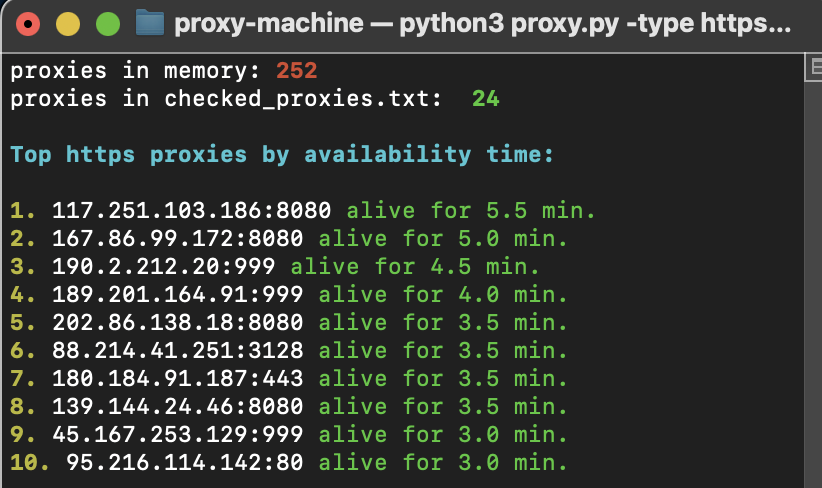 proxy-machine — python3 proxy.py -type https...
proxies in memory: 252
proxies in checked_proxies.txt:  24
Top https proxies by availability time:
1. 117.251.103.186:8080 alive for 5.5 min.
2. 167.86.99.172:8080 alive for 5.0 min.
3. 190.2.212.20:999 alive for 4.5 min.
4. 189.201.164.91:999 alive for 4.0 min.
5. 202.86.138.18:8080 alive for 3.5 min.
6. 88.214.41.251:3128 alive for 3.5 min.
7. 180.184.91.187:443 alive for 3.5 min.
8. 139.144.24.46:8080 alive for 3.5 min.
9. 45.167.253.129:999 alive for 3.0 min.
10. 95.216.114.142:80 alive for 3.0 min.